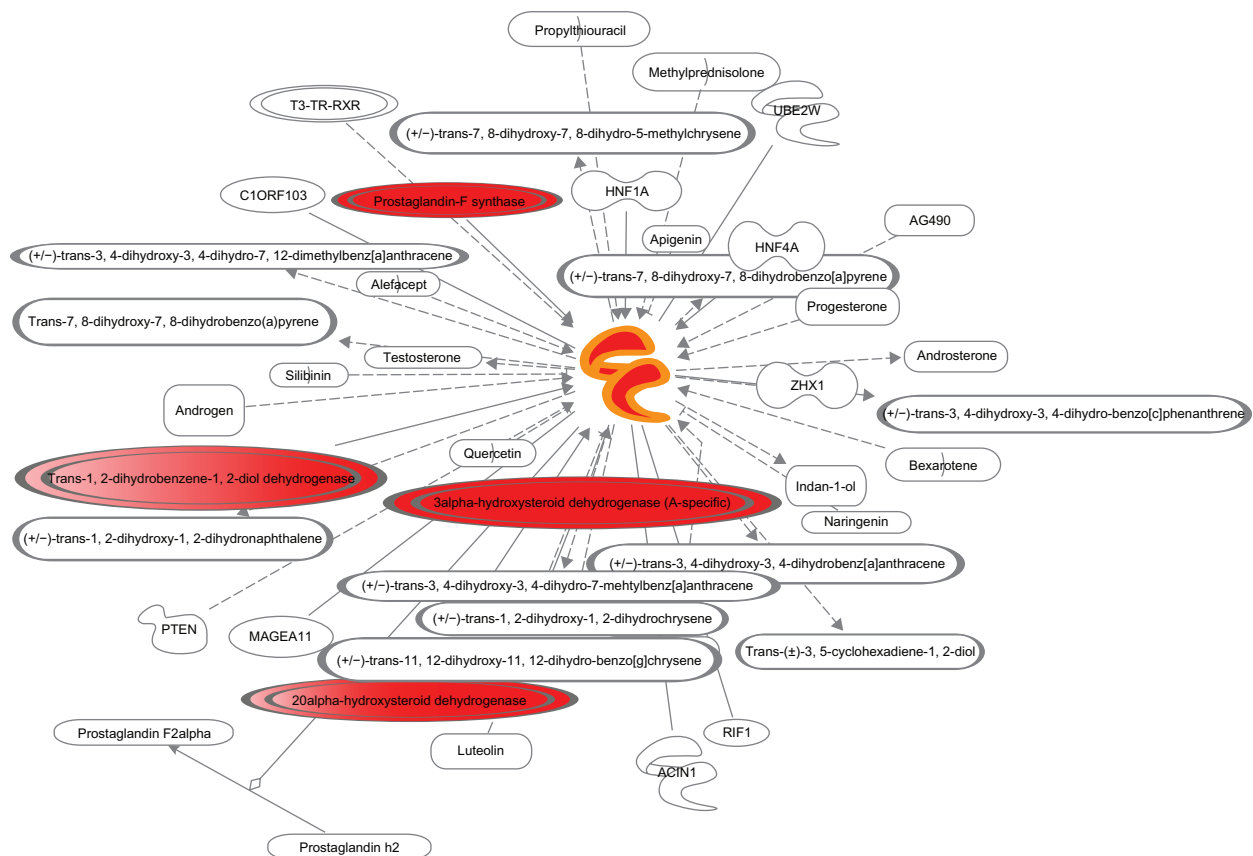 Propylthiouracil
Methylprednisolone
T3-TR-RXR
UBE2W
(+/−)-trans-7, 8-dihydroxy-7, 8-dihydro-5-methylchrysene
C1ORF103
Prostaglandin-F synthase
HNF1A
AG490
Apigenin
HNF4A
(+/−)-trans-3, 4-dihydroxy-3, 4-dihydro-7, 12-dimethylbenz[a]anthracene
(+/−)-trans-7, 8-dihydroxy-7, 8-dihydrobenzo[a]pyrene
Alefacept
Progesterone
Trans-7, 8-dihydroxy-7, 8-dihydrobenzo(a)pyrene
Testosterone
Androsterone
Silibinin
ZHX1
Androgen
(+/−)-trans-3, 4-dihydroxy-3, 4-dihydro-benzo[c]phenanthrene
Quercetin
Bexarotene
Trans-1, 2-dihydrobenzene-1, 2-diol dehydrogenase
Indan-1-ol
3alpha-hydroxysteroid dehydrogenase (A-specific)
Naringenin
(+/−)-trans-1, 2-dihydroxy-1, 2-dihydronaphthalene
(+/−)-trans-3, 4-dihydroxy-3, 4-dihydrobenz[a]anthracene
(+/−)-trans-3, 4-dihydroxy-3, 4-dihydro-7-mehtylbenz[a]anthracene
(+/−)-trans-1, 2-dihydroxy-1, 2-dihydrochrysene
PTEN
MAGEA11
Trans-(±)-3, 5-cyclohexadiene-1, 2-diol
(+/−)-trans-11, 12-dihydroxy-11, 12-dihydro-benzo[g]chrysene
20alpha-hydroxysteroid dehydrogenase
Prostaglandin F2alpha
RIF1
Luteolin
ACIN1
Prostaglandin h2